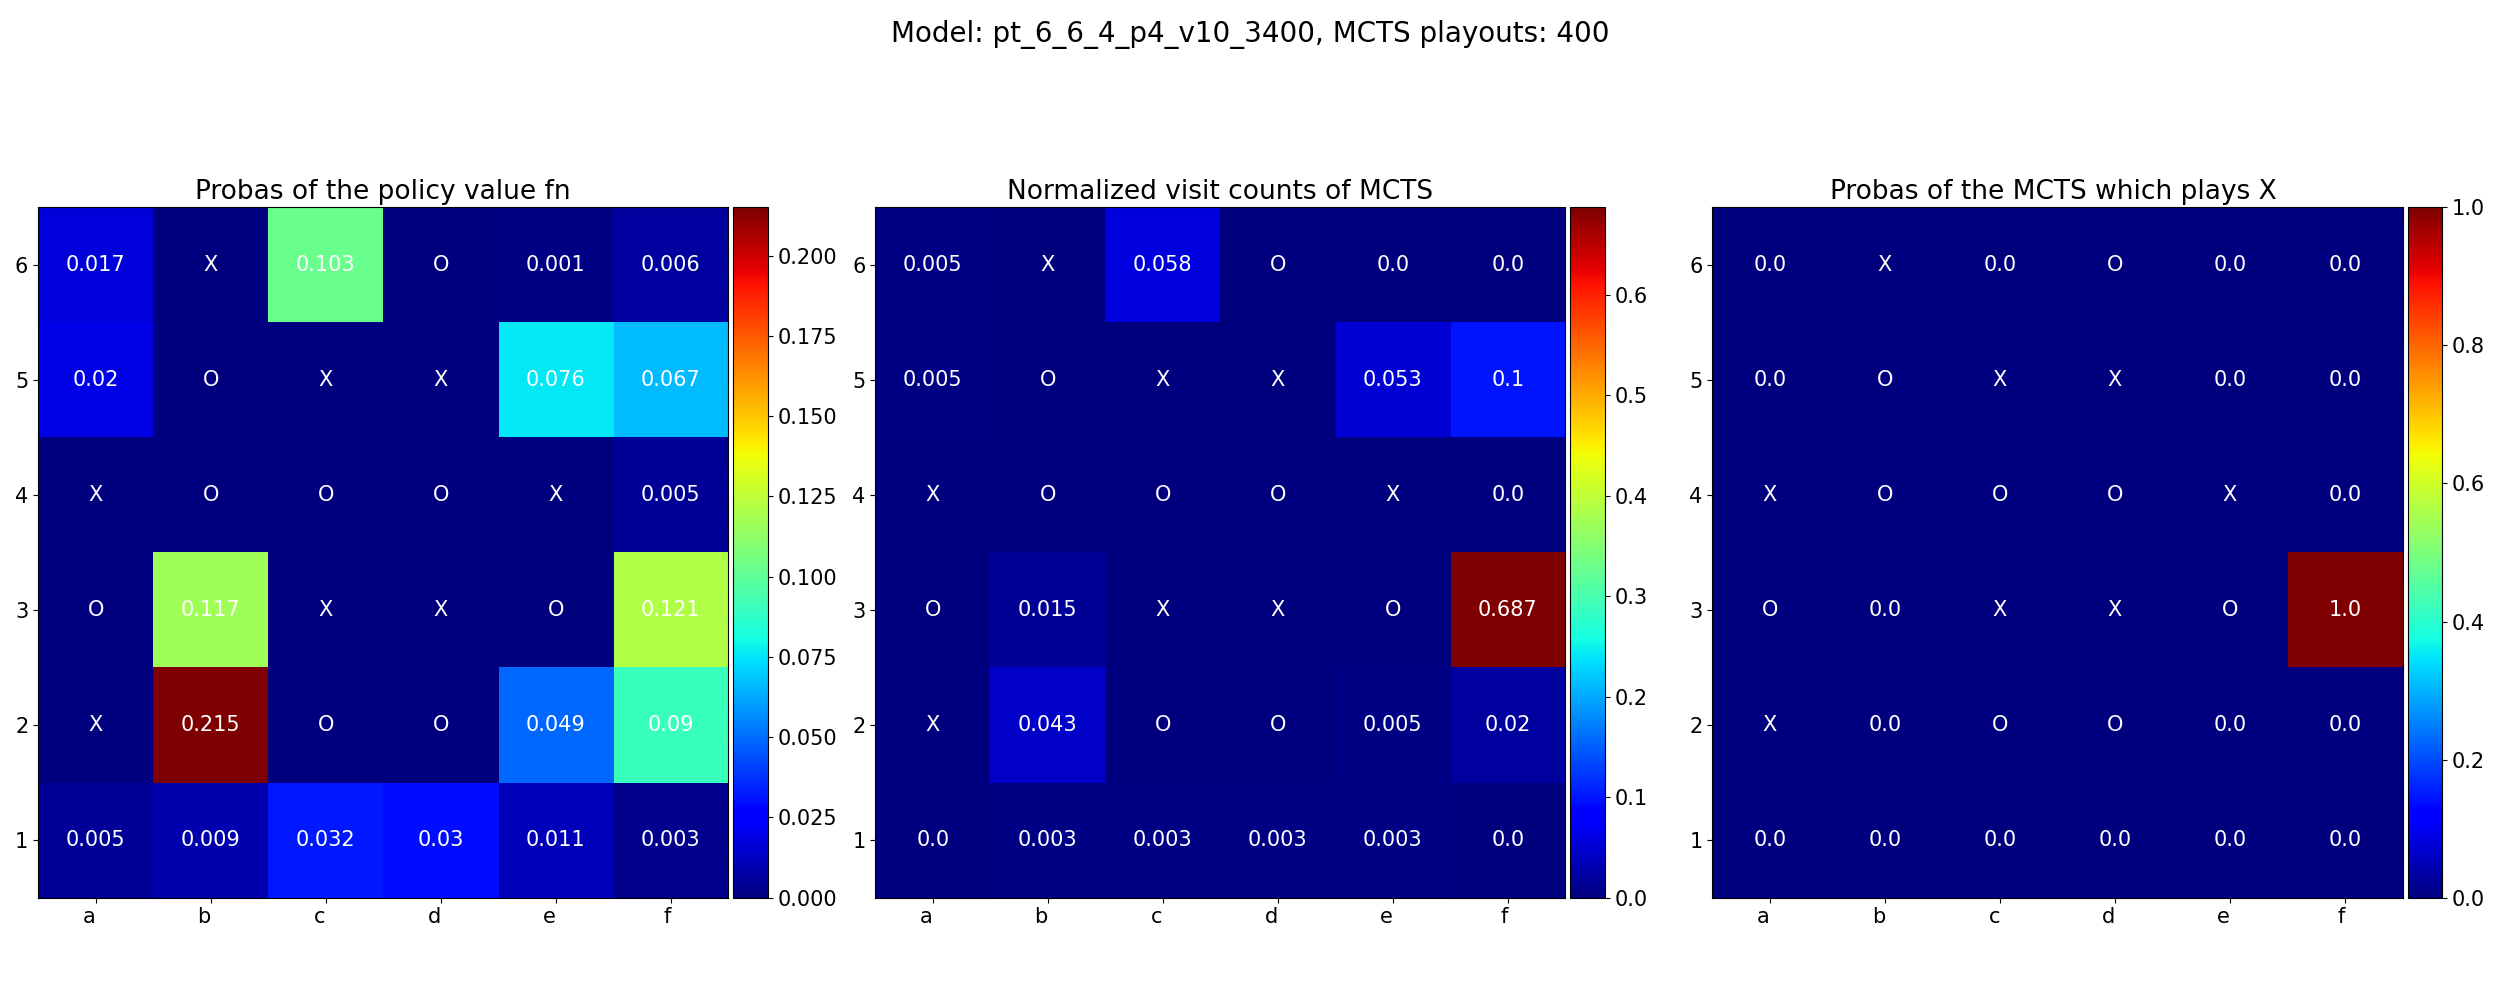 Model: pt_6_6_4_p4_v10_3400, MCTS playouts: 400
Probas of the policy value fn
6 0.017 X 0.103 O 0.001 0.006
5 0.02 O X X 0.076 0.067
4 X O O O X 0.005
3 O 0.117 X X O 0.121
2 X 0.215 O O 0.049 0.09
1 0.005 0.009 0.032 0.03 0.011 0.003
a b c d e f
0.200
0.175
0.150
0.125
0.100
0.075
0.050
0.025
0.000
Normalized visit counts of MCTS
6 0.005 X 0.058 O 0.0 0.0
5 0.005 O X X 0.053 0.1
4 X O O O X 0.0
3 O 0.015 X X O 0.687
2 X 0.043 O O 0.005 0.02
1 0.0 0.003 0.003 0.003 0.003 0.0
a b c d e f
0.6
0.5
0.4
0.3
0.2
0.1
0.0
Probas of the MCTS which plays X
6 0.0 X 0.0 O 0.0 0.0
5 0.0 O X X 0.0 0.0
4 X O O O X 0.0
3 O 0.0 X X O 1.0
2 X 0.0 O O 0.0 0.0
1 0.0 0.0 0.0 0.0 0.0 0.0
a b c d e f
1.0
0.8
0.6
0.4
0.2
0.0